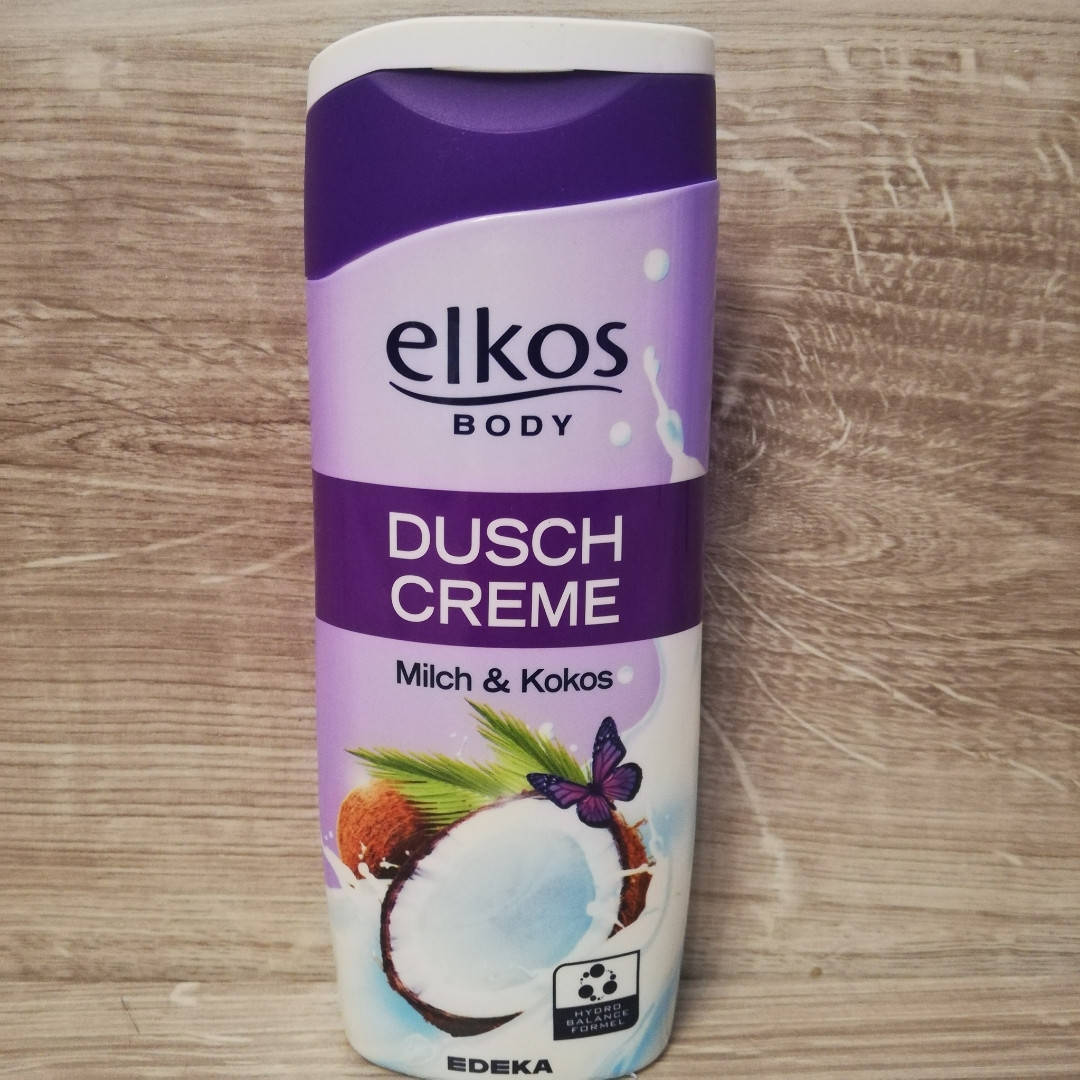 elkos
BODY
DUSCH
CREME
Milch & Kokos
HYDRO
BALANCE
FORMEL
EDEKA